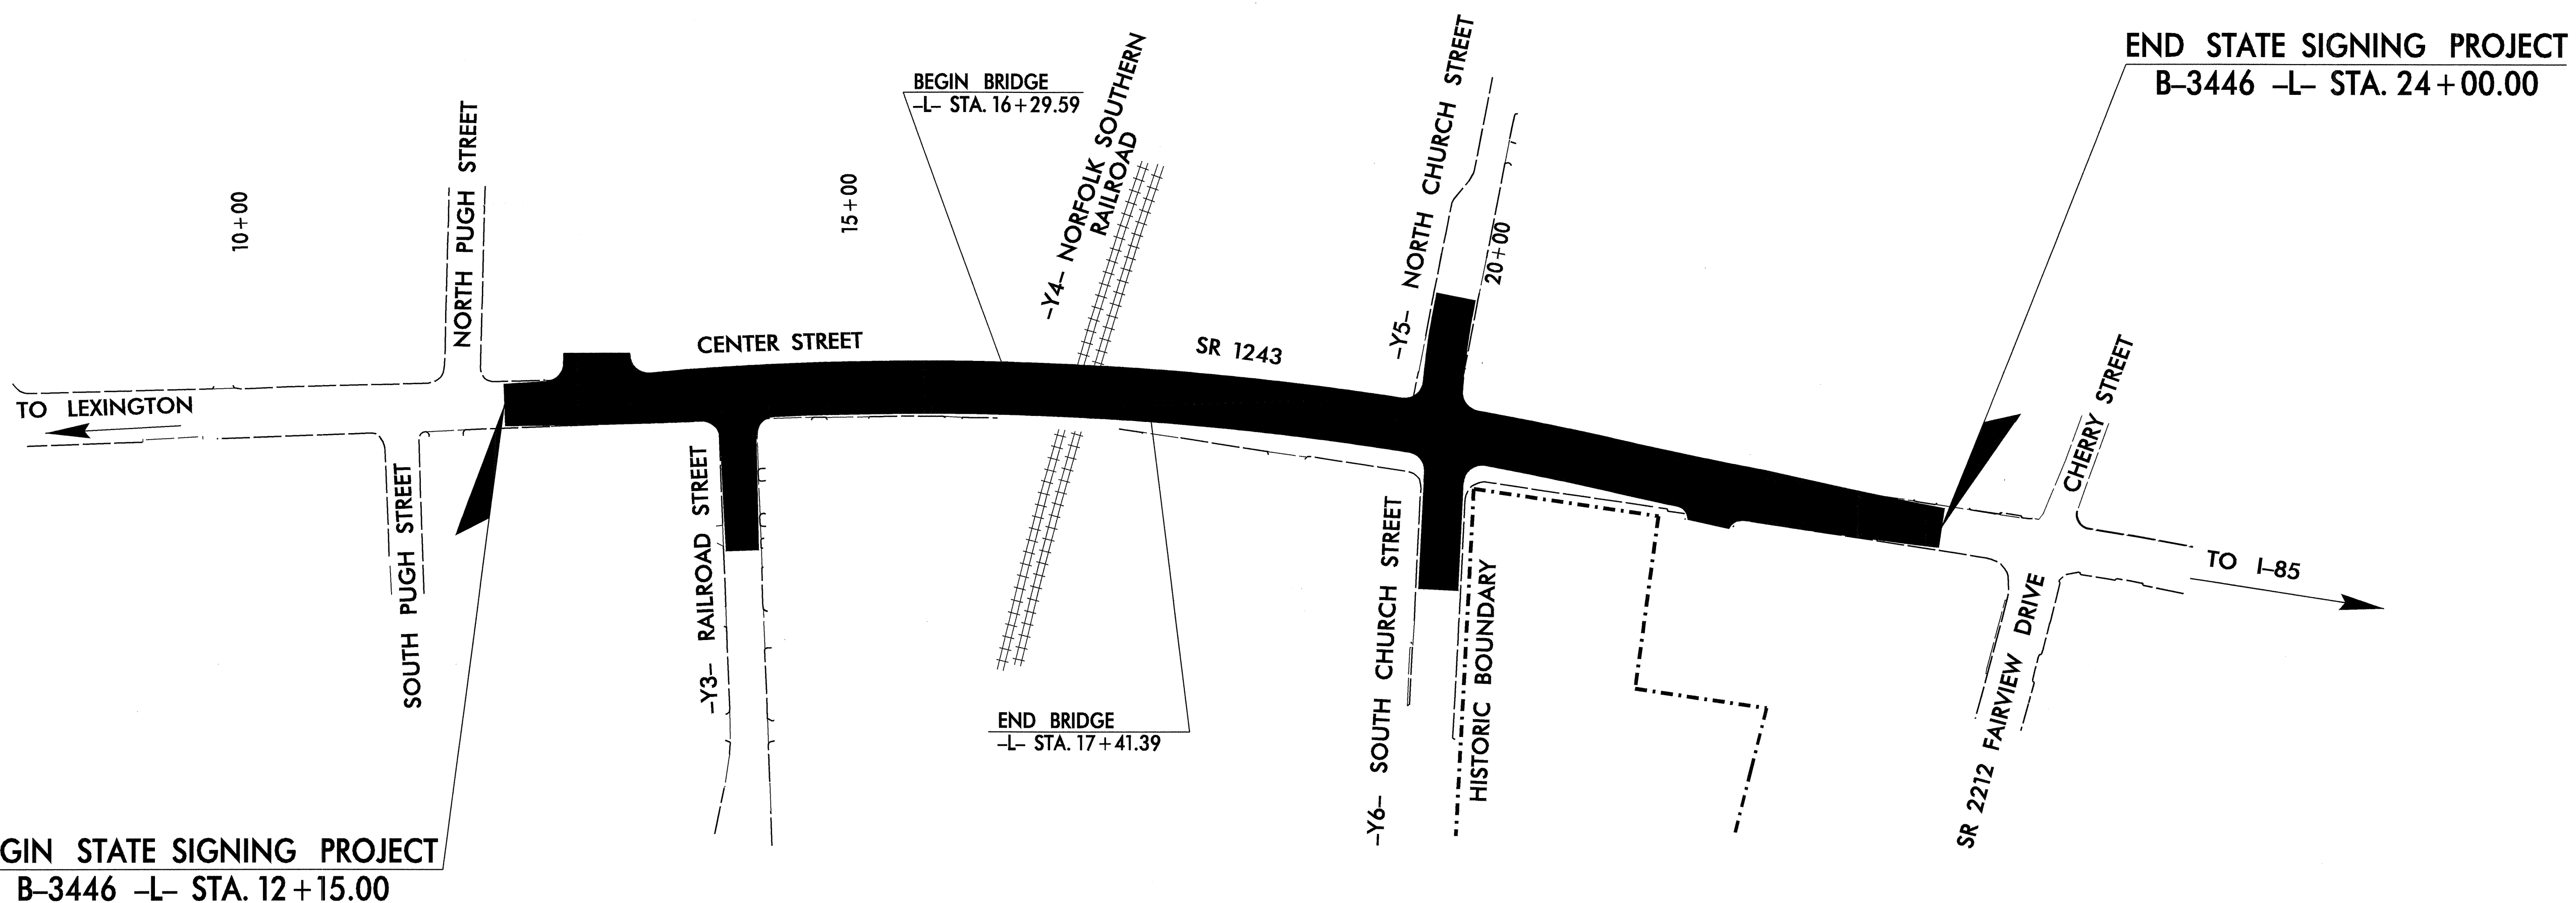 END STATE SIGNING PROJECT
B–3446 –L– STA. 24+00.00
BEGIN BRIDGE
–L– STA. 16+29.59
–Y4– NORFOLK SOUTHERN
RAILROAD
–Y5– NORTH CHURCH STREET
NORTH PUGH STREET
10+00
15+00
20+00
CENTER STREET
SR 1243
CHERRY STREET
TO LEXINGTON
SOUTH PUGH STREET
–Y3– RAILROAD STREET
–Y6– SOUTH CHURCH STREET
HISTORIC BOUNDARY
TO I–85
SR 2212 FAIRVIEW DRIVE
END BRIDGE
–L– STA. 17+41.39
GIN STATE SIGNING PROJECT
B–3446 –L– STA. 12+15.00